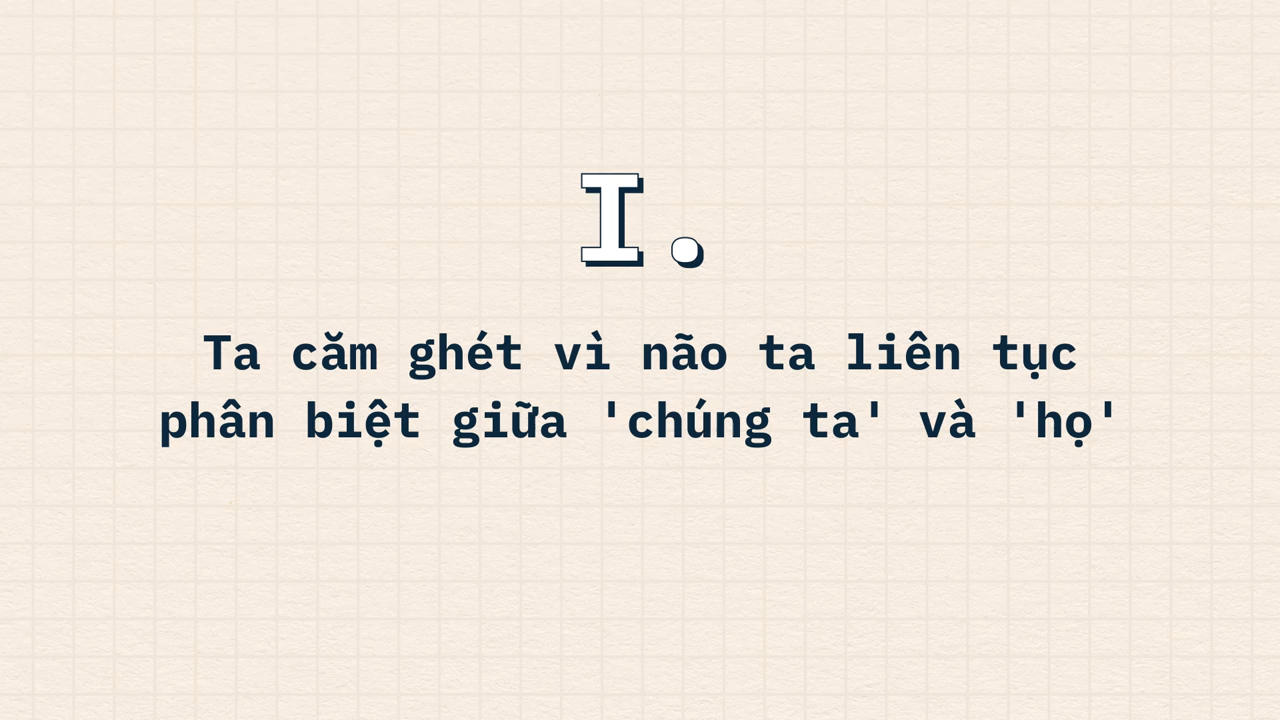 I.
Ta căm ghét vì não ta liên tục
phân biệt giữa 'chúng ta' và 'họ'